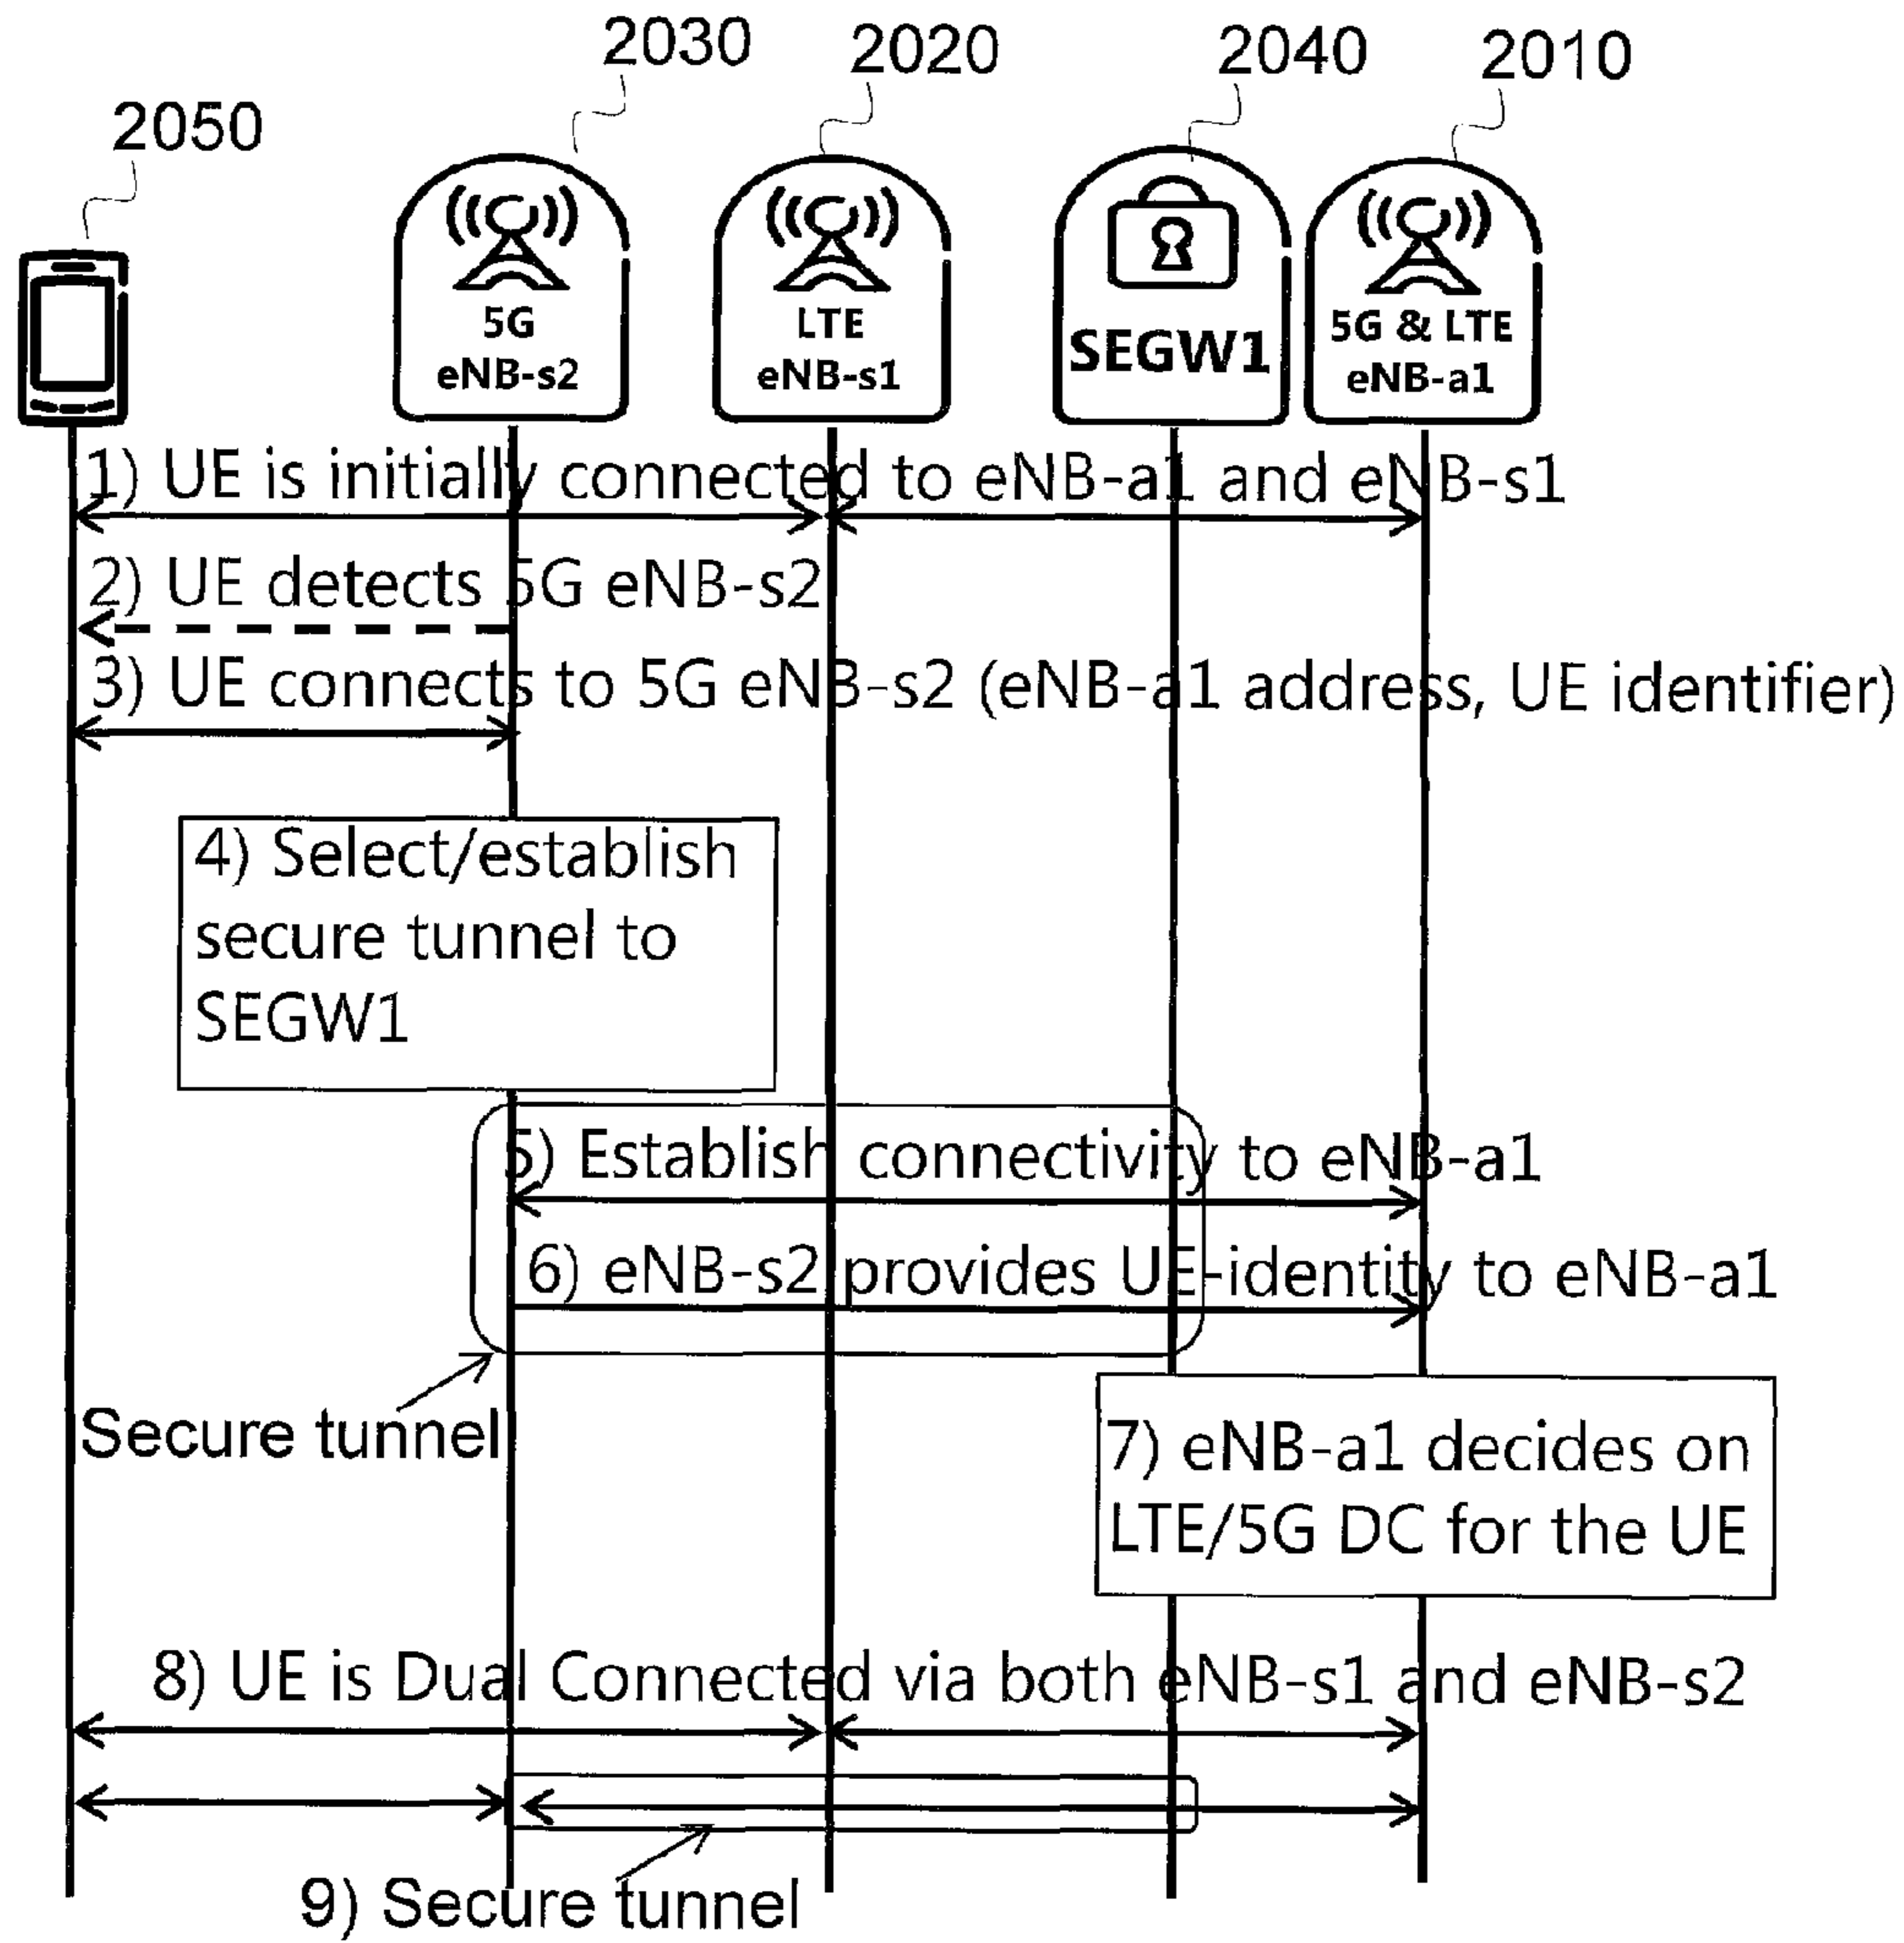 2030
2020
2040
2010
2050
5G
eNB-s2
LTE
eNB-s1
SEGW1
5G & LTE
eNB-a1
1) UE is initially connected to eNB-a1 and eNB-s1
2) UE detects 5G eNB-s2
3) UE connects to 5G eNB-s2 (eNB-a1 address, UE identifier)
4) Select/establish
secure tunnel to
SEGW1
5) Establish connectivity to eNB-a1
6) eNB-s2 provides UE-identity to eNB-a1
Secure tunnel
7) eNB-a1 decides on
LTE/5G DC for the UE
8) UE is Dual Connected via both eNB-s1 and eNB-s2
9) Secure tunnel